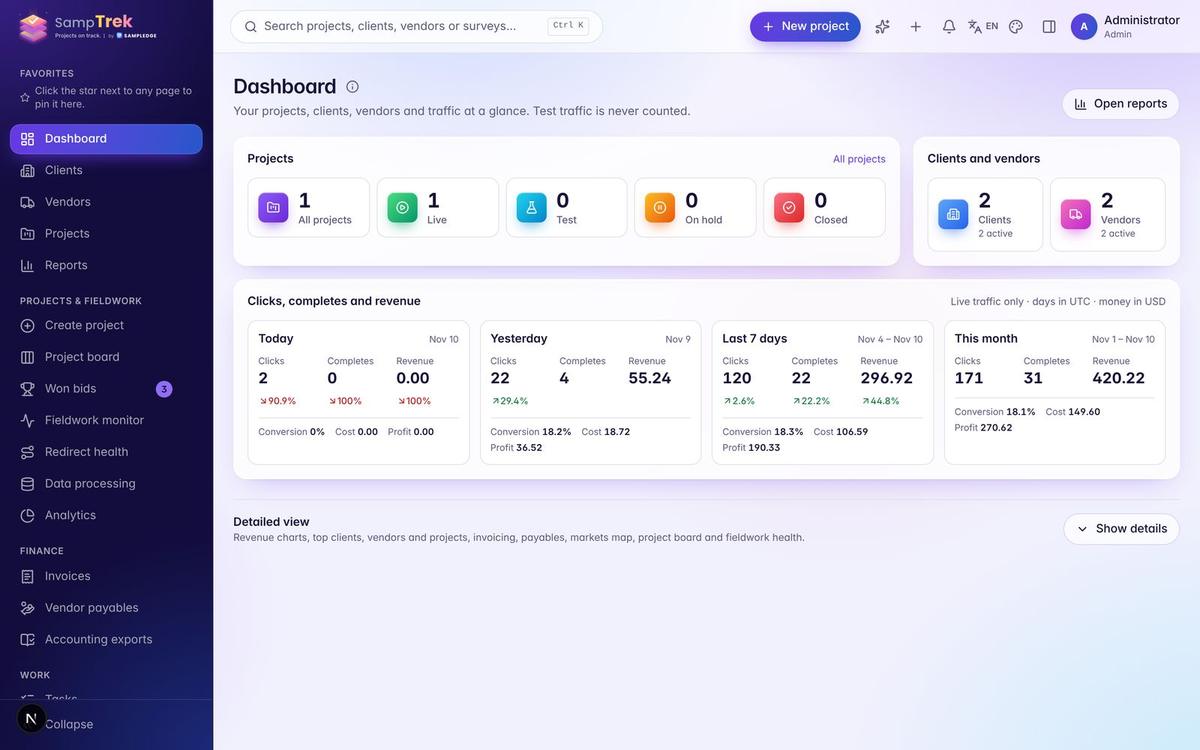 SampTrek
Projects on track. | by SAMPLEDGE
FAVORITES
Click the star next to any page to
pin it here.
Dashboard
Clients
Vendors
Projects
Reports
PROJECTS & FIELDWORK
Create project
Project board
Won bids 3
Fieldwork monitor
Redirect health
Data processing
Analytics
FINANCE
Invoices
Vendor payables
Accounting exports
WORK
Tasks
N Collapse
Search projects, clients, vendors or surveys... Ctrl K
New project
EN
A
Administrator
Admin
Dashboard
Your projects, clients, vendors and traffic at a glance. Test traffic is never counted.
Open reports
Projects All projects
1 All projects
1 Live
0 Test
0 On hold
0 Closed
Clients and vendors
2 Clients
2 active
2 Vendors
2 active
Clicks, completes and revenue Live traffic only · days in UTC · money in USD
Today Nov 10
Clicks Completes Revenue
2 0 0.00
↘90.9% ↘100% ↘100%
Conversion 0% Cost 0.00 Profit 0.00
Yesterday Nov 9
Clicks Completes Revenue
22 4 55.24
↗29.4%
Conversion 18.2% Cost 18.72
Profit 36.52
Last 7 days Nov 4 – Nov 10
Clicks Completes Revenue
120 22 296.92
↗2.6% ↗22.2% ↗44.8%
Conversion 18.3% Cost 106.59
Profit 190.33
This month Nov 1 – Nov 10
Clicks Completes Revenue
171 31 420.22
Conversion 18.1% Cost 149.60
Profit 270.62
Detailed view
Revenue charts, top clients, vendors and projects, invoicing, payables, markets map, project board and fieldwork health.
Show details